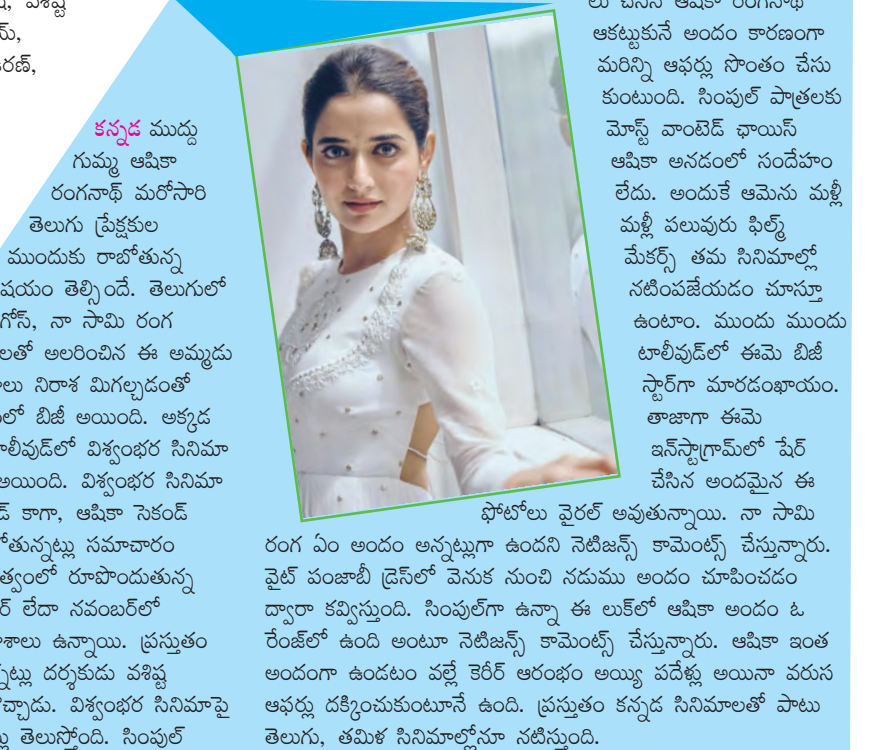 విశిష్ట
కన్నడ ముద్దు
గుమ్మ ఆషికా
రంగనాథ్ మరోసారి
తెలుగు ప్రేక్షకుల
ముందుకు రాబోతున్న
తెల్సిందే. తెలుగులో
నా సామి రంగ
అలరించిన ఈ అమ్మడు
నిరాశ మిగల్చడంతో
బిజీ అయింది. అక్కడ
విశ్వంభర సినిమా
అయింది. విశ్వంభర సినిమా
కాగా, ఆషికా సెకండ్
సమాచారం
రూపొందుతున్న
లేదా నవంబర్‌లో
ఉన్నాయి. ప్రస్తుతం
దర్శకుడు వశిష్ట
విశ్వంభర సినిమాపై
తెలుస్తోంది. సింపుల్
లు చేసిన ఆషికా రంగనాథ్
ఆకట్టుకునే అందం కారణంగా
మరిన్ని ఆఫర్లు సొంతం చేసు
కుంటుంది. సింపుల్ పాత్రలకు
మోస్ట్ వాంటెడ్ ఛాయిస్
ఆషికా అనడంలో సందేహం
లేదు. అందుకే ఆమెను మళ్లీ
మళ్లీ పలువురు ఫిల్మ్
మేకర్స్ తమ సినిమాల్లో
నటింపజేయడం చూస్తూ
ఉంటాం. ముందు ముందు
టాలీవుడ్‌లో ఈమె బిజీ
స్టార్‌గా మారడంఖాయం.
తాజాగా ఈమె
ఇన్‌స్టాగ్రామ్‌లో షేర్
చేసిన అందమైన ఈ
ఫోటోలు వైరల్ అవుతున్నాయి. నా సామి
రంగ ఏం అందం అన్నట్లుగా ఉందని నెటిజన్స్ కామెంట్స్ చేస్తున్నారు.
వైట్ పంజాబీ డ్రెస్‌లో వెనుక నుంచి నడుము అందం చూపించడం
ద్వారా కవ్విస్తుంది. సింపుల్‌గా ఉన్నా ఈ లుక్‌లో ఆషికా అందం ఓ
రేంజ్‌లో ఉంది అంటూ నెటిజన్స్ కామెంట్స్ చేస్తున్నారు. ఆషికా ఇంత
అందంగా ఉండటం వల్లే కెరీర్ ఆరంభం అయ్యి పదేళ్లు అయినా వరుస
ఆఫర్లు దక్కించుకుంటూనే ఉంది. ప్రస్తుతం కన్నడ సినిమాలతో పాటు
తెలుగు, తమిళ సినిమాల్లోనూ నటిస్తుంది.